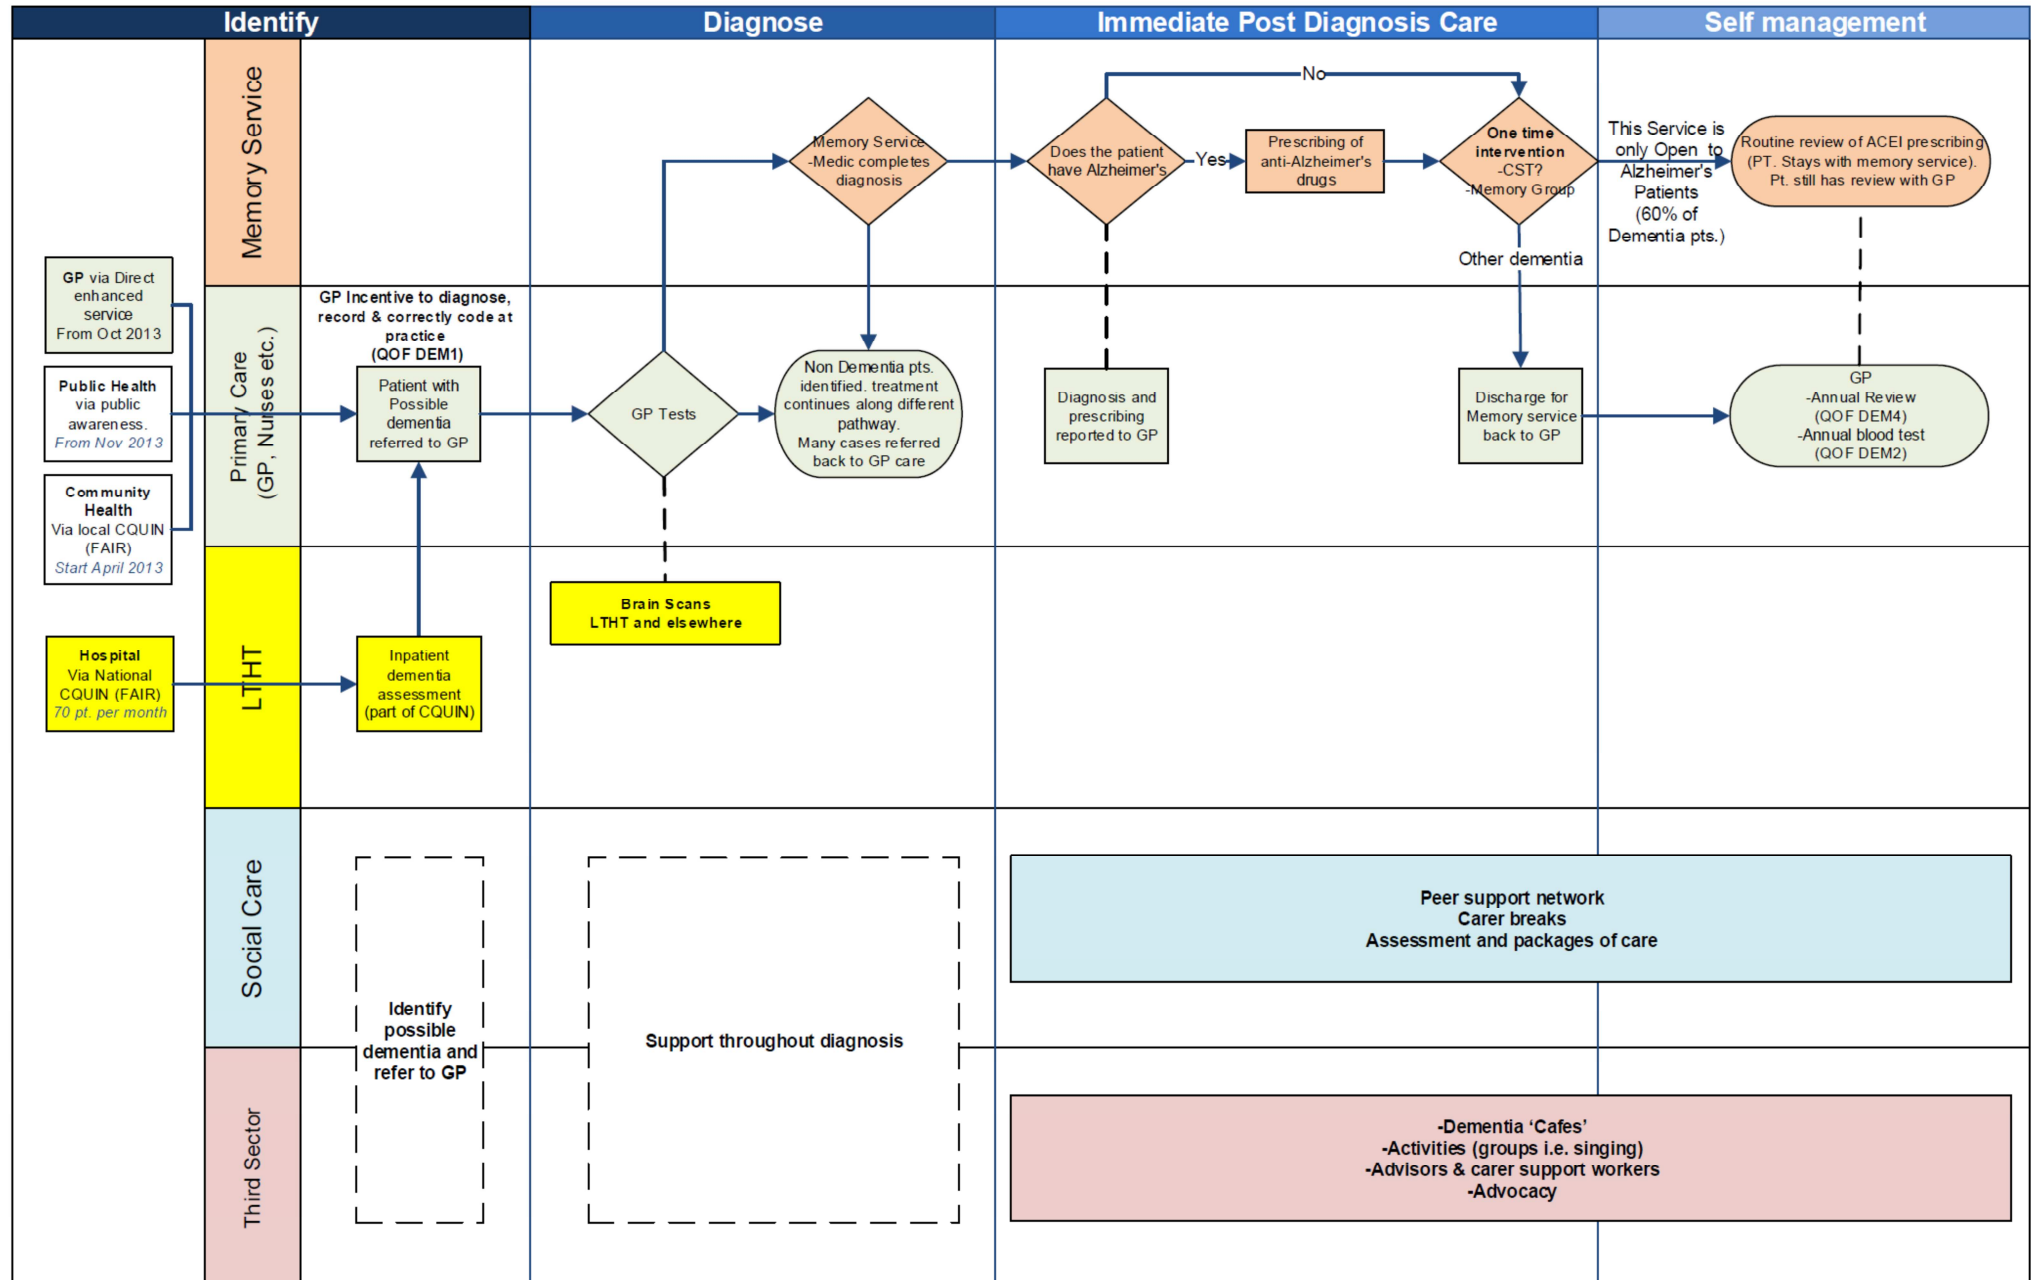 Identify
Diagnose
Immediate Post Diagnosis Care
Self management
Memory Service
Primary Care
(GP, Nurses etc.)
LTHT
Social Care
Third Sector
GP via Direct
enhanced
service
From Oct 2013
Public Health
via public
awareness.
From Nov 2013
Community
Health
Via local CQUIN
(FAIR)
Start April 2013
Hospital
Via National
CQUIN (FAIR)
70 pt. per month
GP Incentive to diagnose,
record & correctly code at
practice
(QOF DEM1)
Patient with
Possible
dementia
referred to GP
Inpatient
dementia
assessment
(part of CQUIN)
Identify
possible
dementia and
refer to GP
Memory Service
-Medic completes
diagnosis
GP Tests
Non Dementia pts.
identified. treatment
continues along different
pathway.
Many cases referred
back to GP care
Brain Scans
LTHT and elsewhere
Support throughout diagnosis
No
Does the patient
have Alzheimer's
Yes
Prescribing of
anti-Alzheimer's
drugs
One time
intervention
-CST?
-Memory Group
Other dementia
Diagnosis and
prescribing
reported to GP
Discharge for
Memory service
back to GP
This Service is
only Open to
Alzheimer's
Patients
(60% of
Dementia pts.)
Routine review of ACEI prescribing
(PT. Stays with memory service).
Pt. still has review with GP
GP
-Annual Review
(QOF DEM4)
-Annual blood test
(QOF DEM2)
Peer support network
Carer breaks
Assessment and packages of care
-Dementia ‘Cafes’
-Activities (groups i.e. singing)
-Advisors & carer support workers
-Advocacy